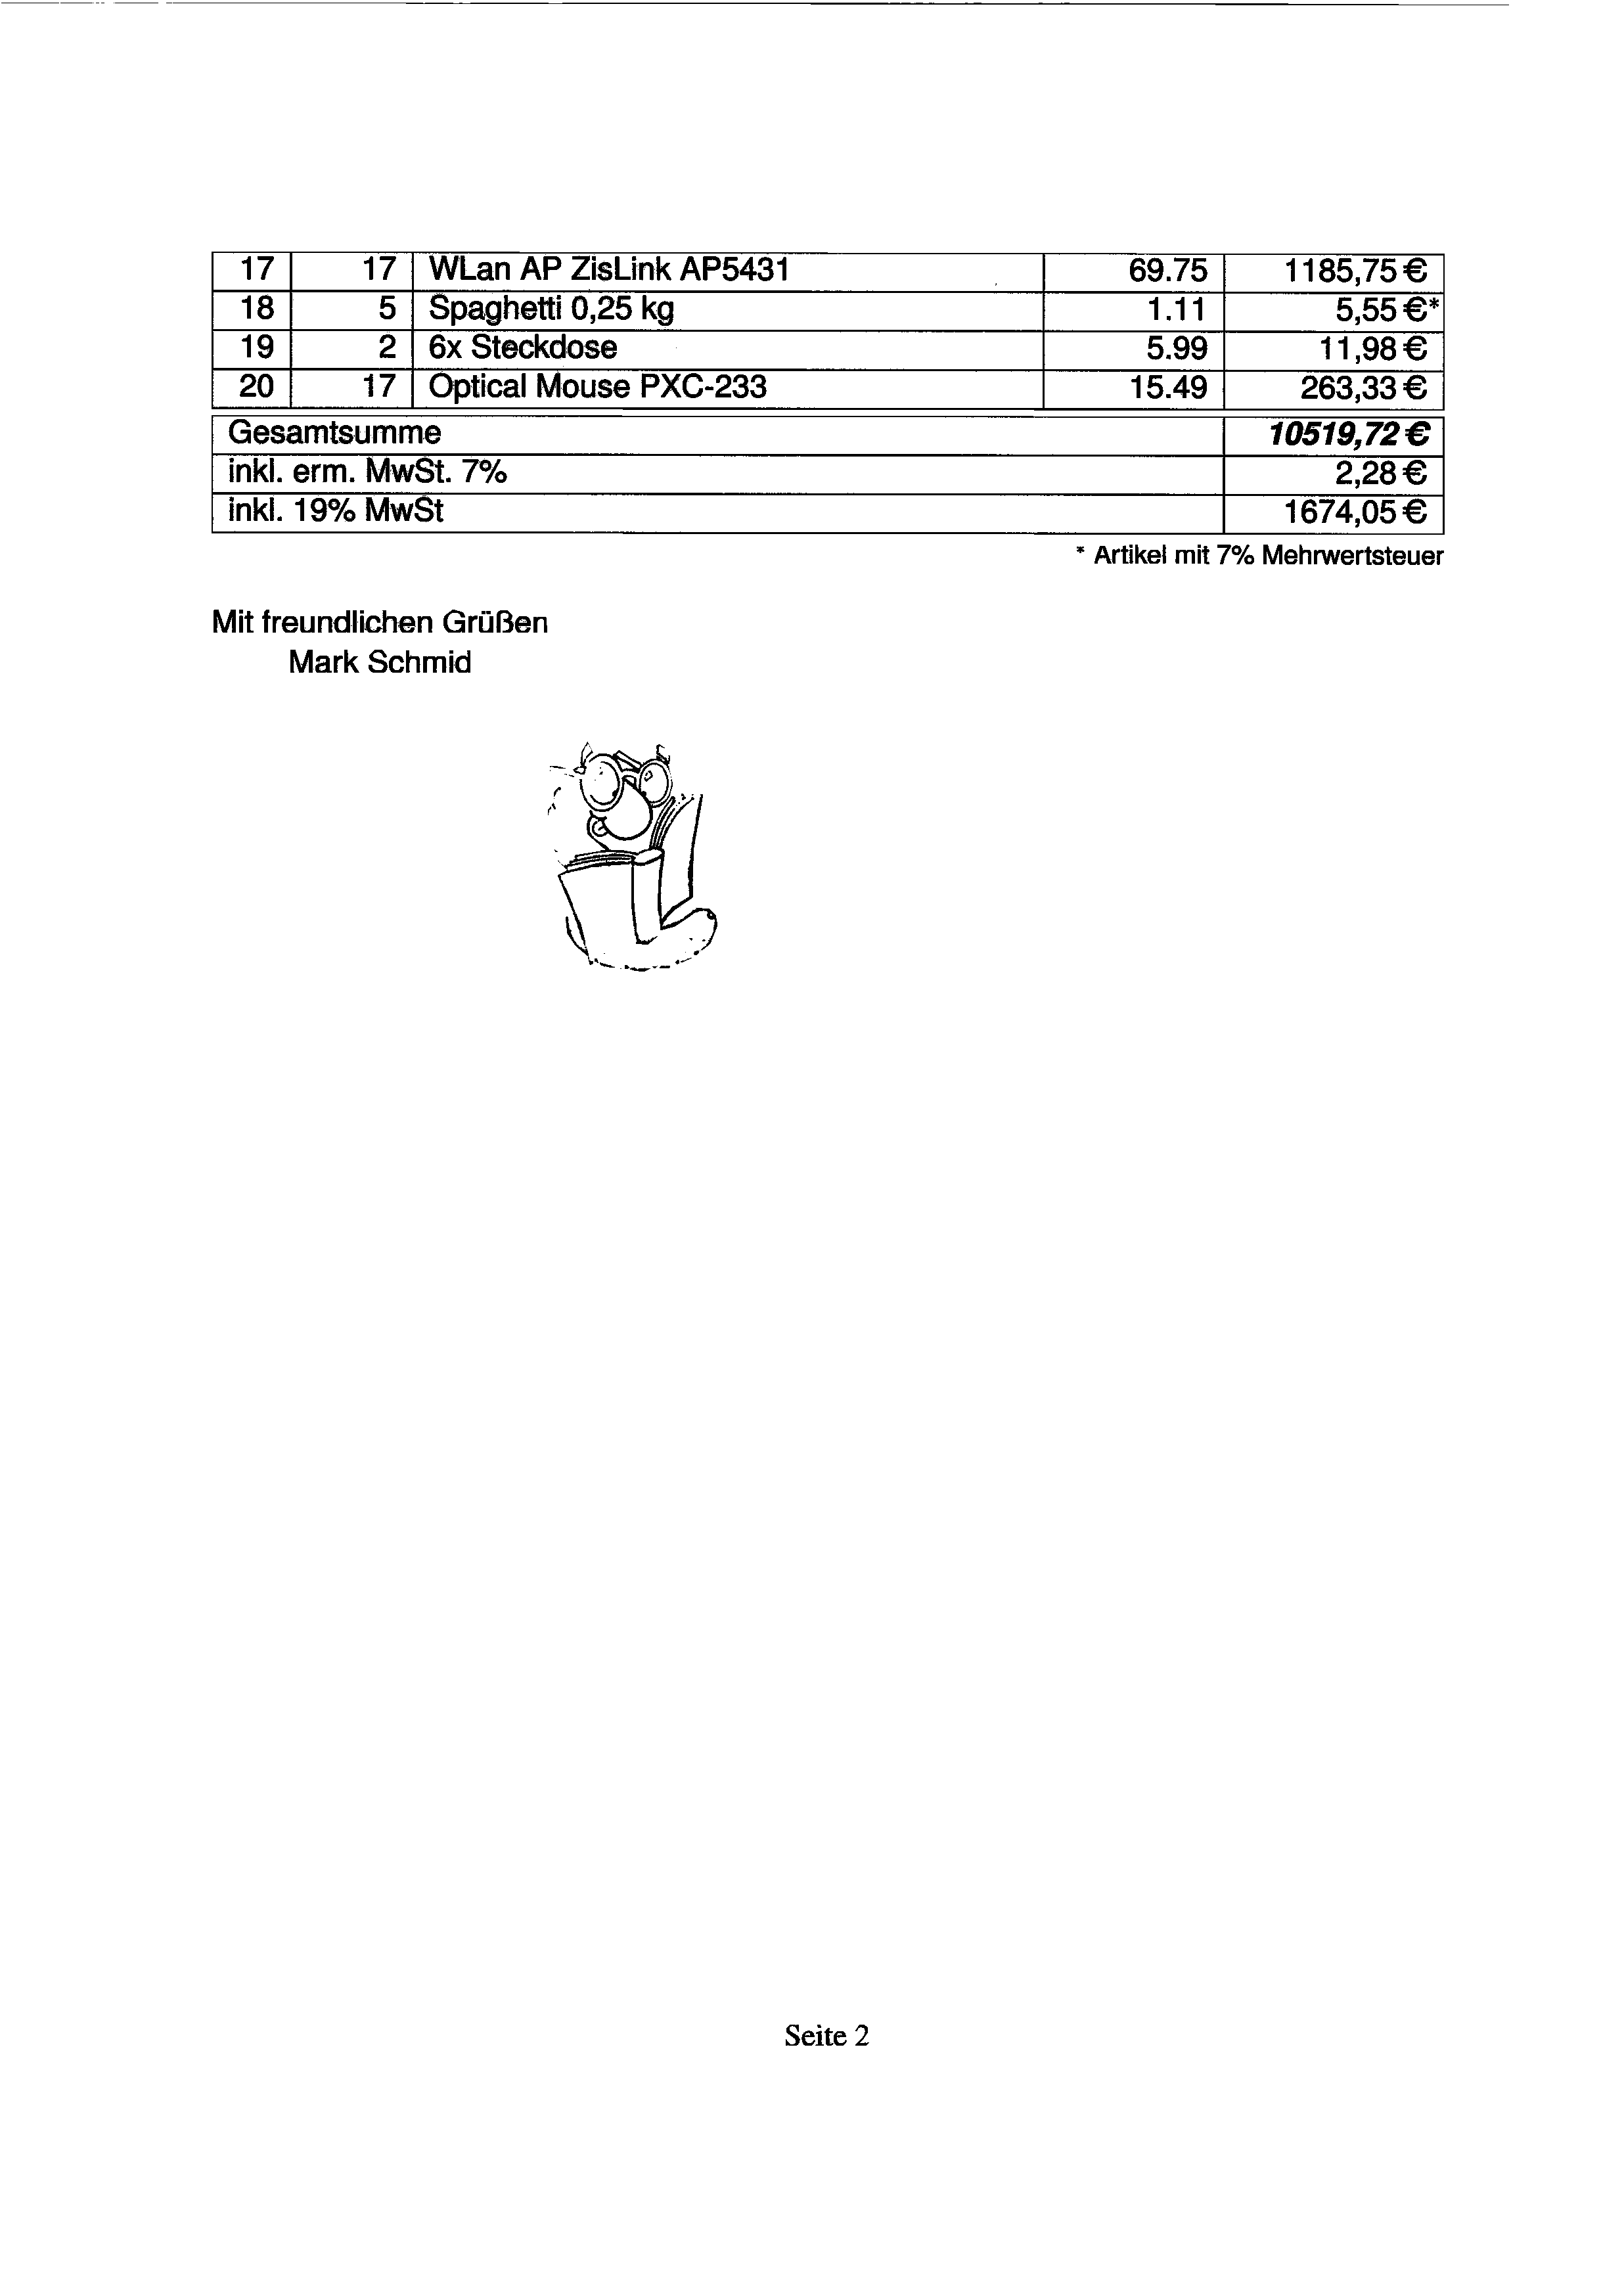 17 17 WLan AP ZisLink AP5431 69.75 1185,75 €
18 5 Spaghetti 0,25 kg 1.11 5,55 €*
19 2 6x Steckdose 5.99 11,98 €
20 17 Optical Mouse PXC-233 15.49 263,33 €
Gesamtsumme 10519,72 €
inkl. erm. MwSt. 7% 2,28 €
inkl. 19% MwSt 1674,05 €
* Artikel mit 7% Mehrwertsteuer
Mit freundlichen Grüßen
Mark Schmid
Seite 2